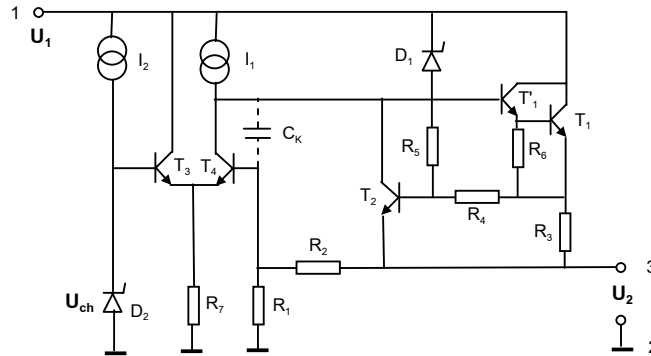 1
U1
I2
I1
D1
T'1
T1
CK
R5
R6
T3
T4
T2
R4
R3
R2
3
Uch
D2
R7
R1
U2
2